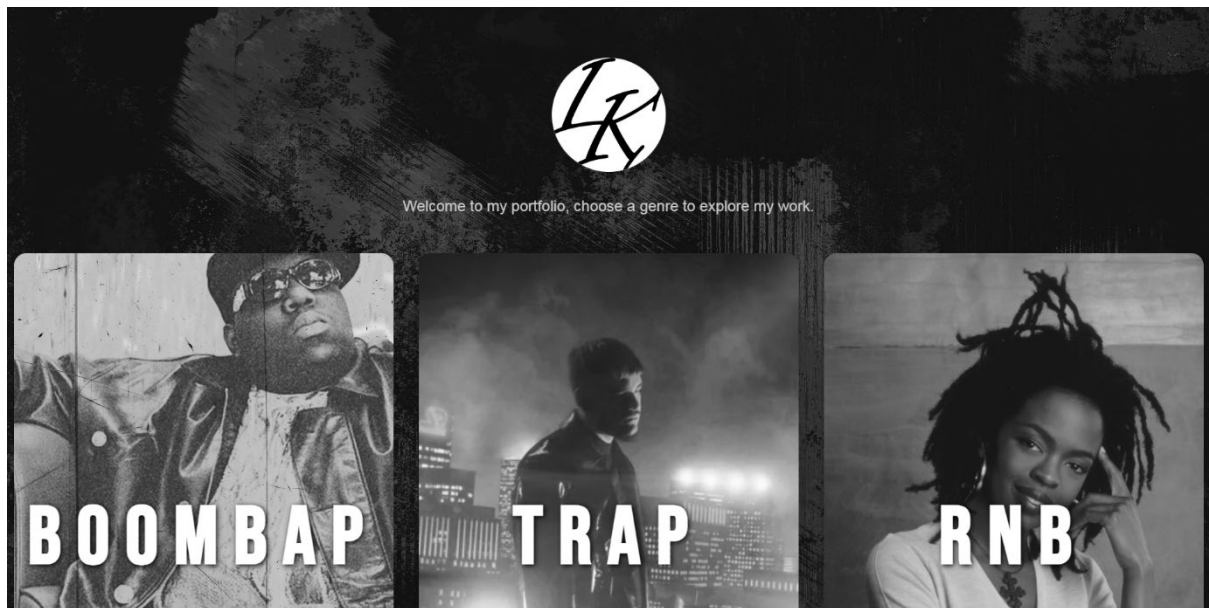 LK
Welcome to my portfolio, choose a genre to explore my work.
BOOMBAP
TRAP
RNB